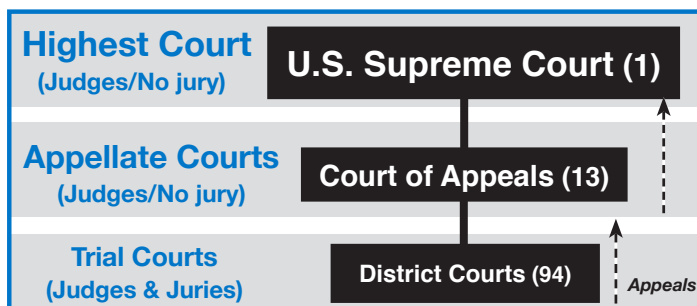 Highest Court
(Judges/No jury)
U.S. Supreme Court (1)
Appellate Courts
(Judges/No jury)
Court of Appeals (13)
Trial Courts
(Judges & Juries)
District Courts (94)
Appeals